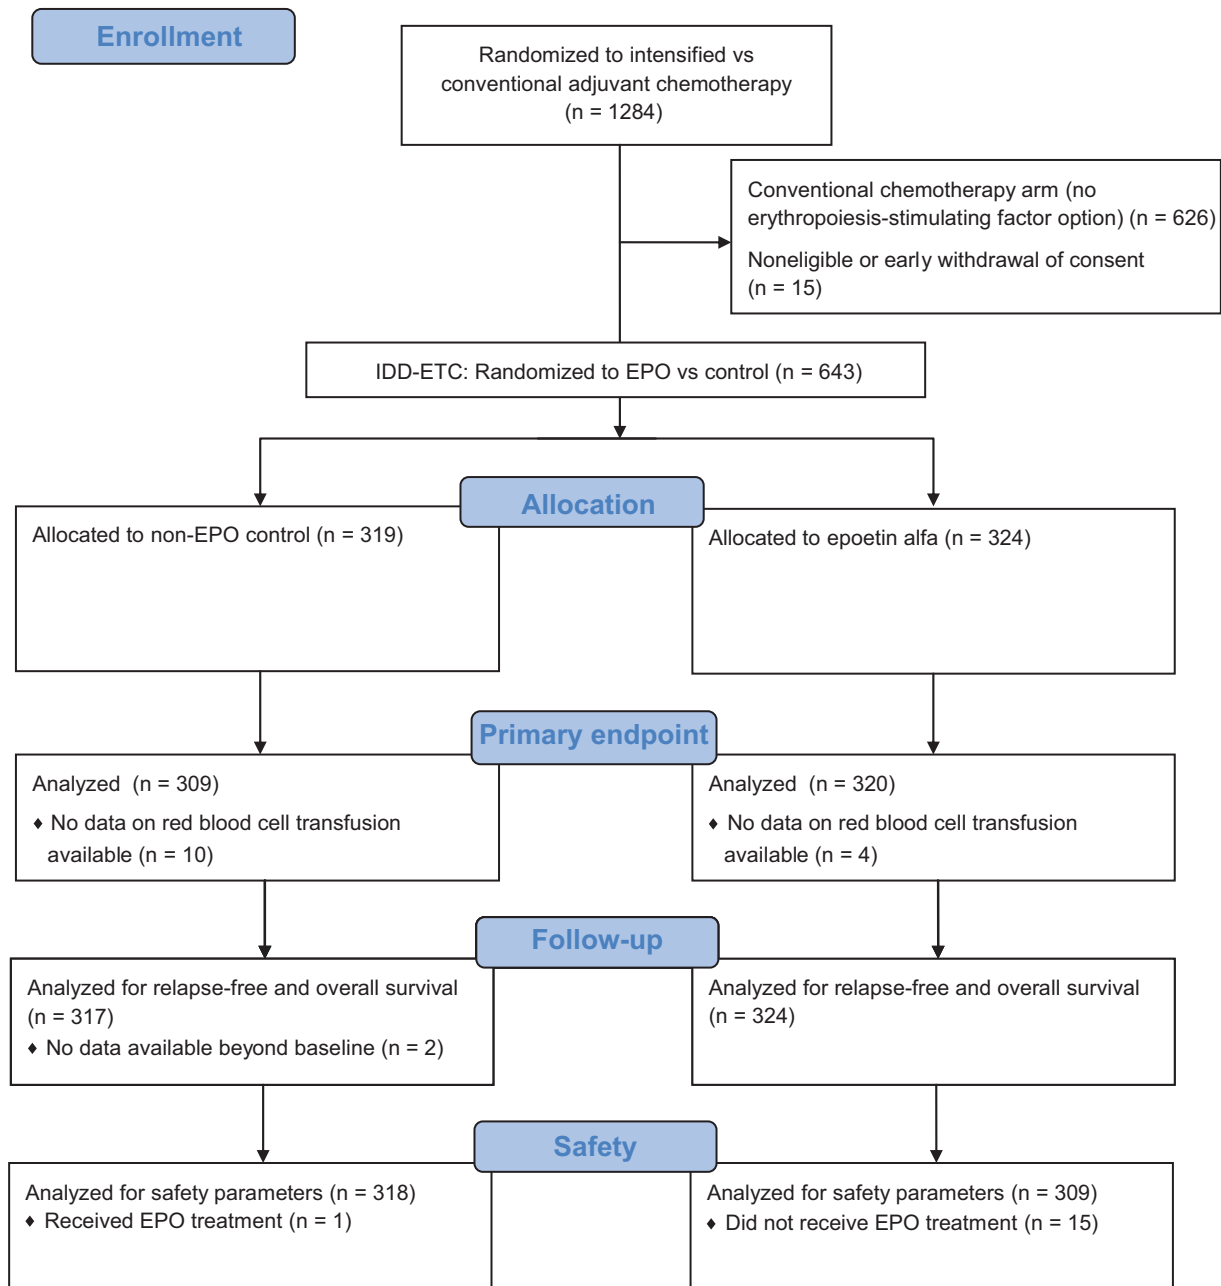 Enrollment
Randomized to intensified vs
conventional adjuvant chemotherapy
(n = 1284)
Conventional chemotherapy arm (no
erythropoiesis-stimulating factor option) (n = 626)
Noneligible or early withdrawal of consent
(n = 15)
IDD-ETC: Randomized to EPO vs control (n = 643)
Allocation
Allocated to non-EPO control (n = 319)
Allocated to epoetin alfa (n = 324)
Primary endpoint
Analyzed (n = 309)
♦ No data on red blood cell transfusion
available (n = 10)
Analyzed (n = 320)
♦ No data on red blood cell transfusion
available (n = 4)
Follow-up
Analyzed for relapse-free and overall survival
(n = 317)
♦ No data available beyond baseline (n = 2)
Analyzed for relapse-free and overall survival
(n = 324)
Safety
Analyzed for safety parameters (n = 318)
♦ Received EPO treatment (n = 1)
Analyzed for safety parameters (n = 309)
♦ Did not receive EPO treatment (n = 15)